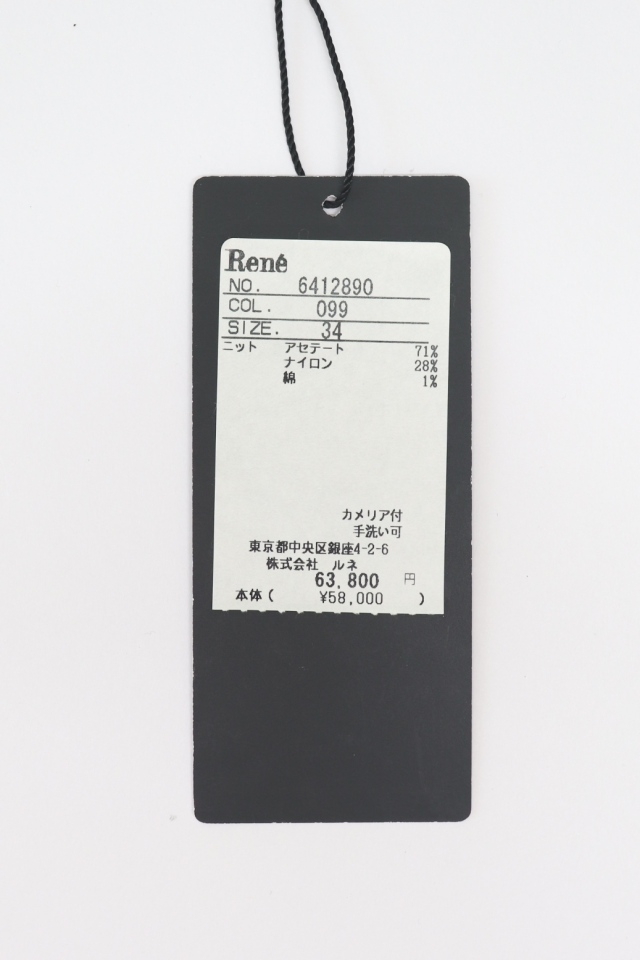 René
NO. 6412890
COL. 099
SIZE. 34
ニット アセテート 71%
ナイロン 28%
綿 1%
カメリア付
手洗い可
東京都中央区銀座4-2-6
株式会社 ルネ
63,800 円
本体( ¥58,000 )